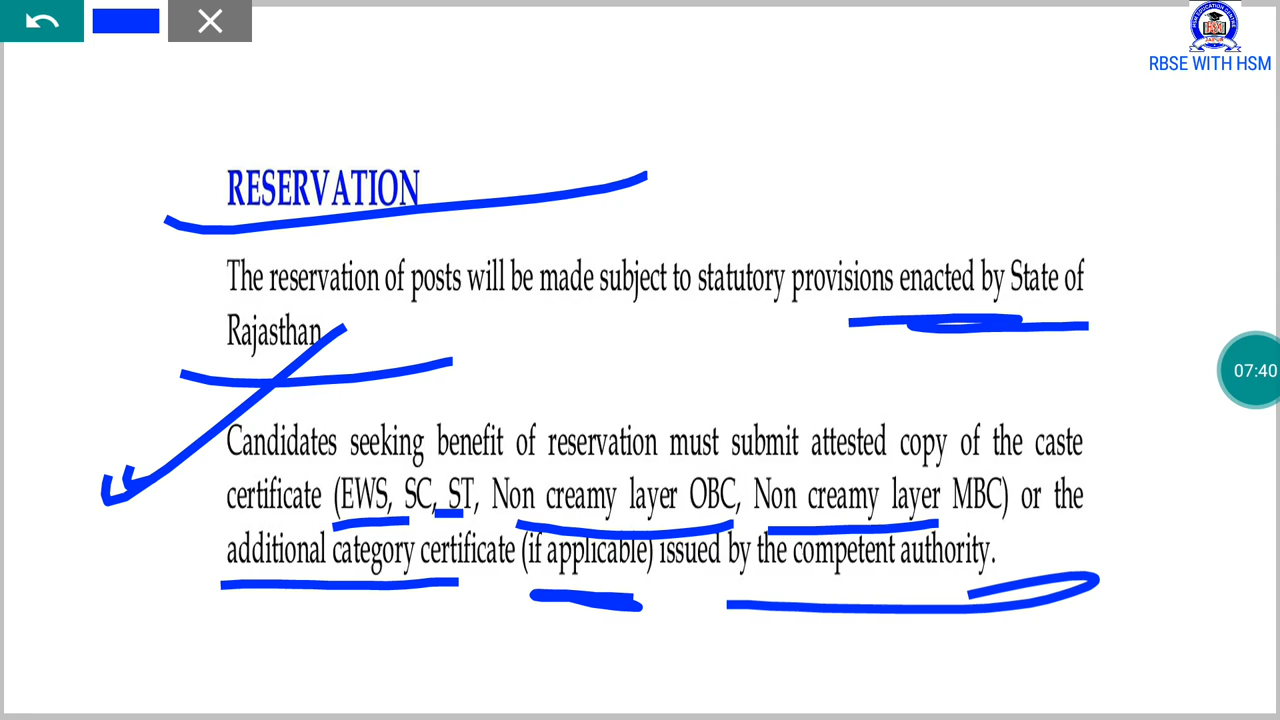 RBSE WITH HSM
RESERVATION
The reservation of posts will be made subject to statutory provisions enacted by State of
Rajasthan
Candidates seeking benefit of reservation must submit attested copy of the caste
certificate (EWS, SC, ST, Non creamy layer OBC, Non creamy layer MBC) or the
additional category certificate (if applicable) issued by the competent authority.
07:40